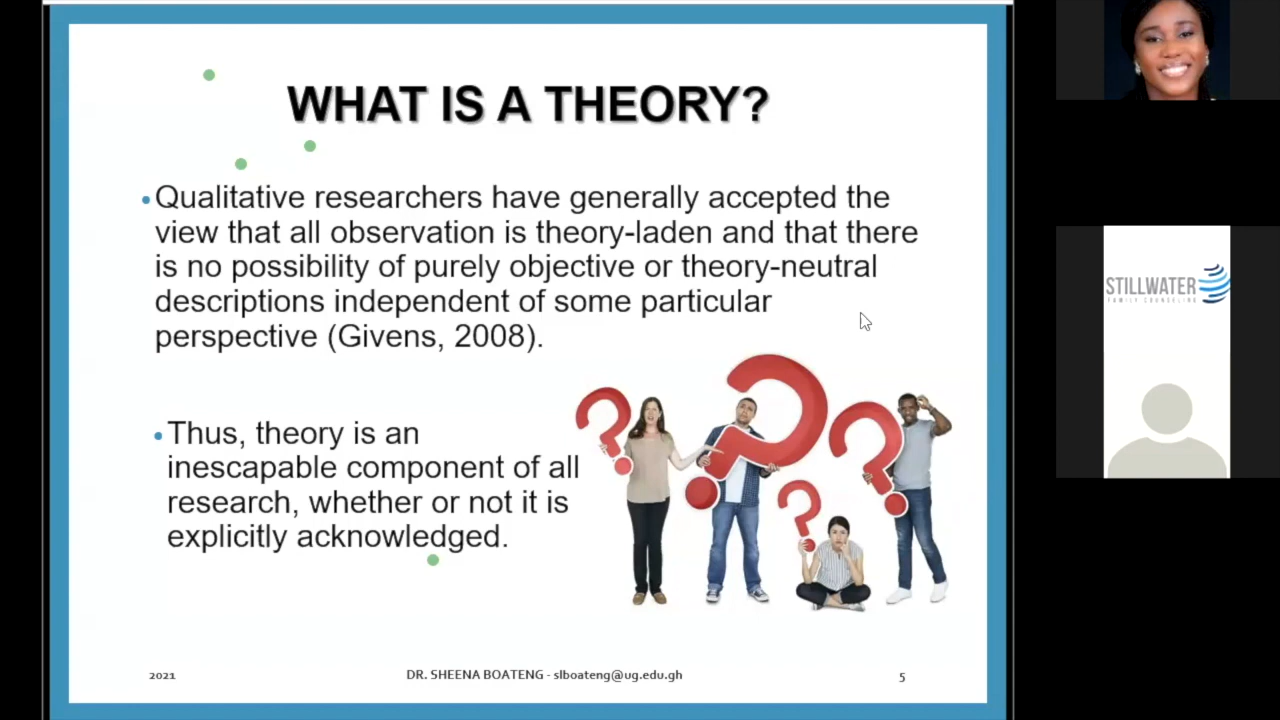 WHAT IS A THEORY?
•Qualitative researchers have generally accepted the
view that all observation is theory-laden and that there
is no possibility of purely objective or theory-neutral
descriptions independent of some particular
perspective (Givens, 2008).
•Thus, theory is an
inescapable component of all
research, whether or not it is
explicitly acknowledged.
2021
DR. SHEENA BOATENG - slboateng@ug.edu.gh
5
STILLWATER
FAMILY COUNSELING